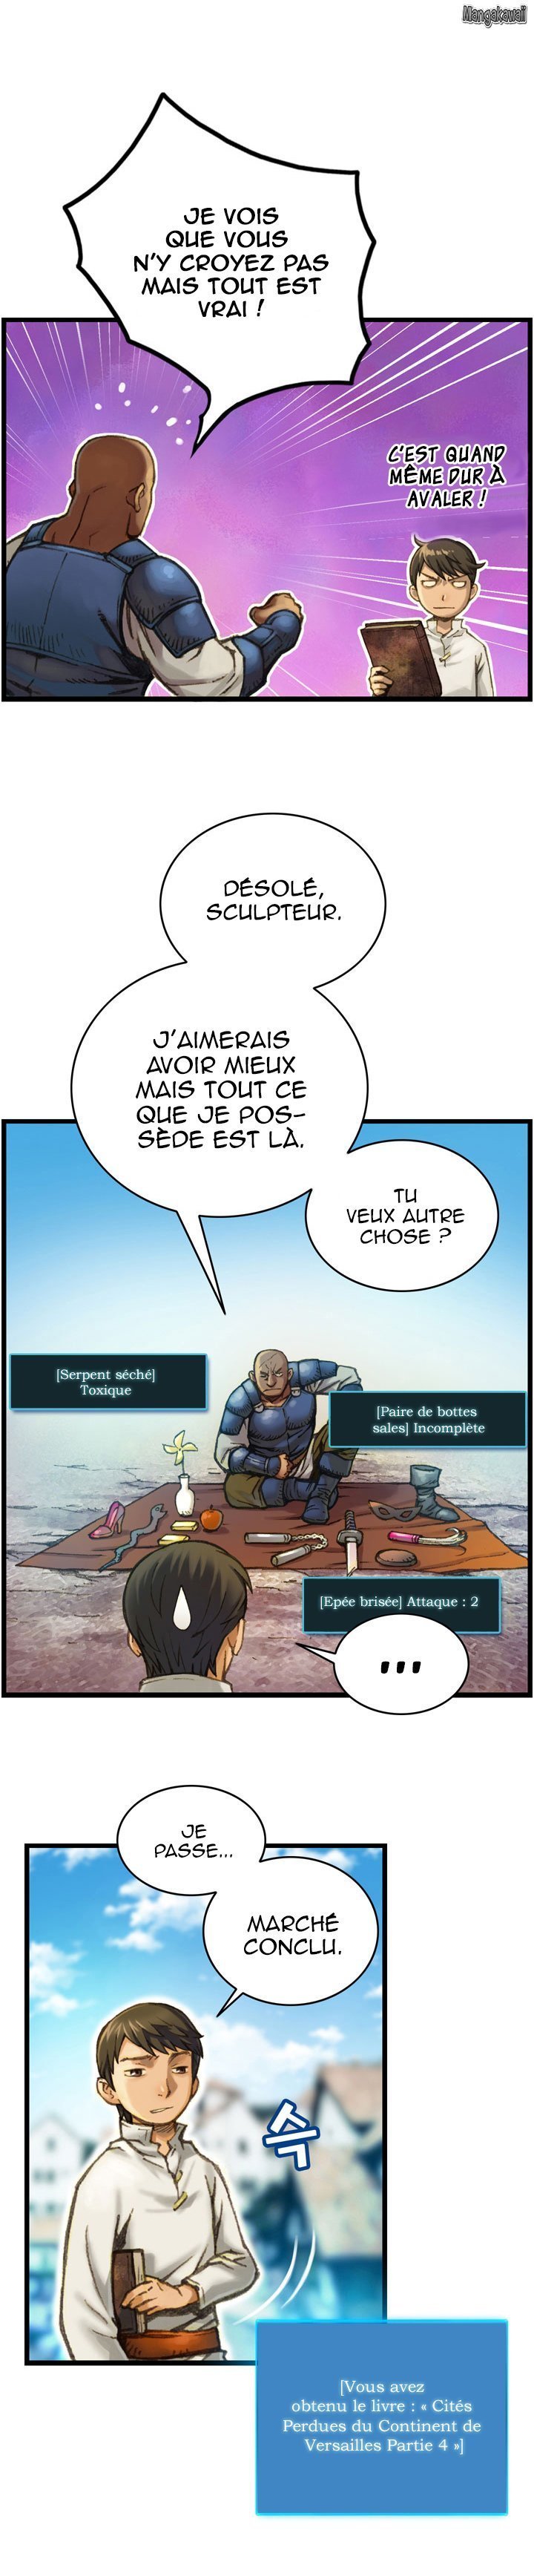 Mangakawaii
JE VOIS
QUE VOUS
N'Y CROYEZ PAS
MAIS TOUT EST
VRAI !
C'EST QUAND
MÊME DUR À
AVALER !
DÉSOLÉ,
SCULPTEUR.
J'AIMERAIS
AVOIR MIEUX
MAIS TOUT CE
QUE JE POS-
SÈDE EST LÀ.
TU
VEUX AUTRE
CHOSE ?
[Serpent séché]
Toxique
[Paire de bottes
sales] Incomplète
[Epée brisée] Attaque : 2
...
JE
PASSE...
MARCHÉ
CONCLU.
속
[Vous avez
obtenu le livre : « Cités
Perdues du Continent de
Versailles Partie 4 »]